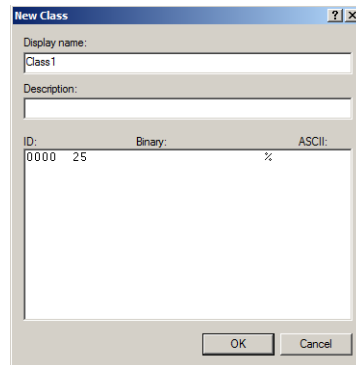 New Class
Display name:
Class1
Description:
ID: Binary: ASCII:
0000 25 %
OK Cancel